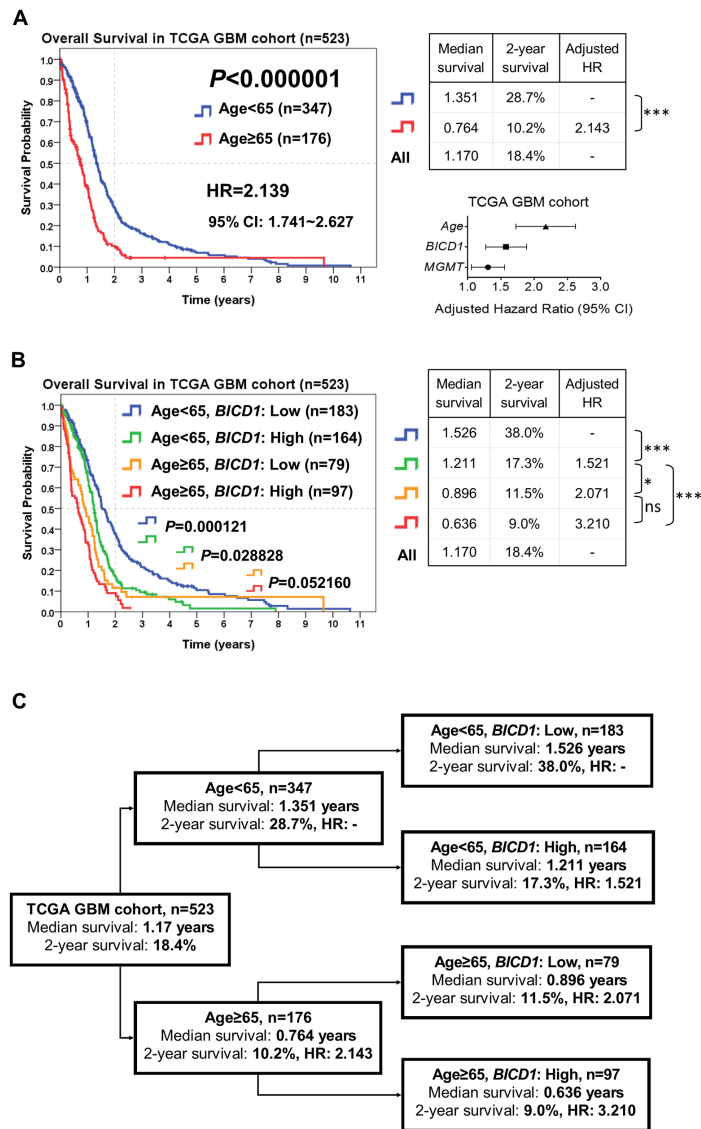 A
Overall Survival in TCGA GBM cohort (n=523)
P<0.000001
Age<65 (n=347)
Age≥65 (n=176)
HR=2.139
95% CI: 1.741~2.627
Survival Probability
1.0
0.9
0.8
0.7
0.6
0.5
0.4
0.3
0.2
0.1
0.0
0 1 2 3 4 5 6 7 8 9 10 11
Time (years)
Median survival 2-year survival Adjusted HR
1.351 28.7% -
0.764 10.2% 2.143
All 1.170 18.4% -
***
TCGA GBM cohort
Age
BICD1
MGMT
1.0 1.5 2.0 2.5 3.0
Adjusted Hazard Ratio (95% CI)
B
Overall Survival in TCGA GBM cohort (n=523)
Age<65, BICD1: Low (n=183)
Age<65, BICD1: High (n=164)
Age≥65, BICD1: Low (n=79)
Age≥65, BICD1: High (n=97)
P=0.000121
P=0.028828
P=0.052160
Survival Probability
1.0
0.9
0.8
0.7
0.6
0.5
0.4
0.3
0.2
0.1
0.0
0 1 2 3 4 5 6 7 8 9 10 11
Time (years)
Median survival 2-year survival Adjusted HR
1.526 38.0% -
1.211 17.3% 1.521
0.896 11.5% 2.071
0.636 9.0% 3.210
All 1.170 18.4% -
***
*
ns
***
C
TCGA GBM cohort, n=523
Median survival: 1.17 years
2-year survival: 18.4%
Age<65, n=347
Median survival: 1.351 years
2-year survival: 28.7%, HR: -
Age≥65, n=176
Median survival: 0.764 years
2-year survival: 10.2%, HR: 2.143
Age<65, BICD1: Low, n=183
Median survival: 1.526 years
2-year survival: 38.0%, HR: -
Age<65, BICD1: High, n=164
Median survival: 1.211 years
2-year survival: 17.3%, HR: 1.521
Age≥65, BICD1: Low, n=79
Median survival: 0.896 years
2-year survival: 11.5%, HR: 2.071
Age≥65, BICD1: High, n=97
Median survival: 0.636 years
2-year survival: 9.0%, HR: 3.210